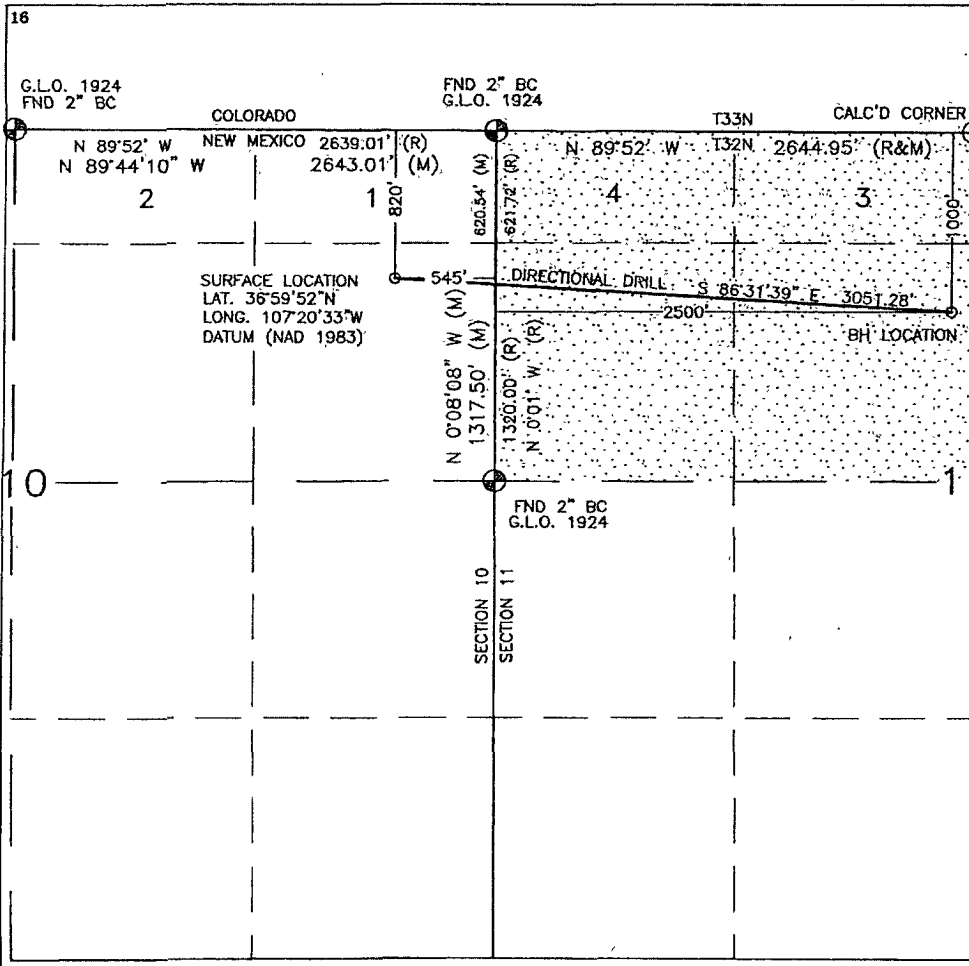 16
G.L.O. 1924
FND 2" BC
FND 2" BC
G.L.O. 1924
COLORADO
T33N
CALC'D CORNER
N 89°52' W
NEW MEXICO
2639.01' (R)
N 89°44'10" W
2643.01' (M)
N 89°52' W
T32N
2644.95' (R&M)
2
1
4
3
820'
620.54' (M)
621.72' (R)
1000'
SURFACE LOCATION
LAT. 36°59'52"N
LONG. 107°20'33"W
DATUM (NAD 1983)
545'
DIRECTIONAL DRILL
S 86°31'39" E
3051.28'
2500'
BH LOCATION
N 0°08'08" W (M)
1317.50' (M)
1320.00' (R)
N 0°01' W (R)
10
1
FND 2" BC
G.L.O. 1924
SECTION 10
SECTION 11